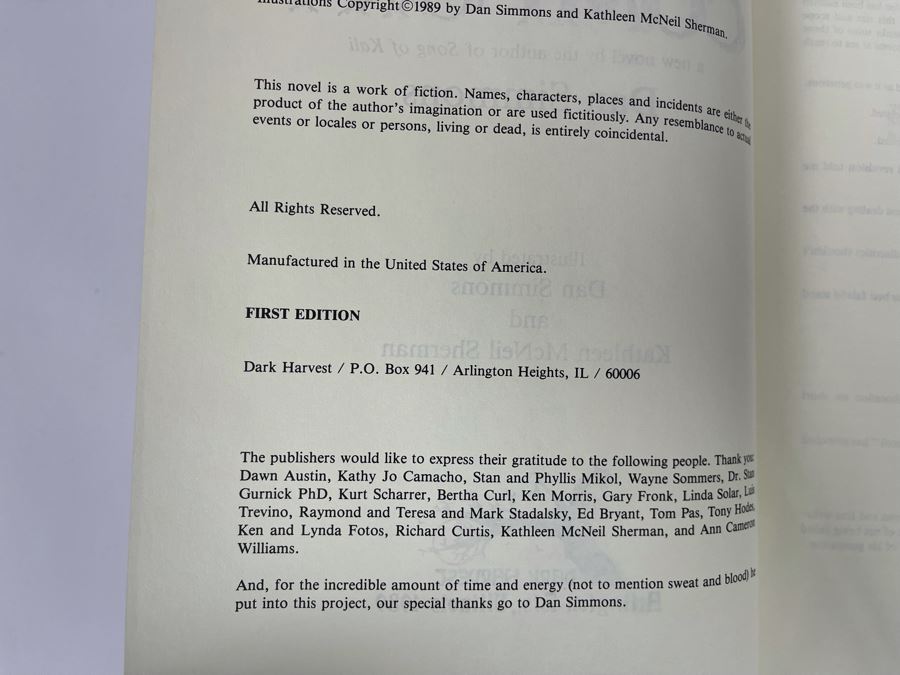 Illustrations Copyright©1989 by Dan Simmons and Kathleen McNeil Sherman.
This novel is a work of fiction. Names, characters, places and incidents are either the
product of the author's imagination or are used fictitiously. Any resemblance to actual
events or locales or persons, living or dead, is entirely coincidental.
All Rights Reserved.
Manufactured in the United States of America.
FIRST EDITION
Dark Harvest / P.O. Box 941 / Arlington Heights, IL / 60006
The publishers would like to express their gratitude to the following people. Thank you:
Dawn Austin, Kathy Jo Camacho, Stan and Phyllis Mikol, Wayne Sommers, Dr. Stan
Gurnick PhD, Kurt Scharrer, Bertha Curl, Ken Morris, Gary Fronk, Linda Solar, Luis
Trevino, Raymond and Teresa and Mark Stadalsky, Ed Bryant, Tom Pas, Tony Hodes,
Ken and Lynda Fotos, Richard Curtis, Kathleen McNeil Sherman, and Ann Cameron
Williams.
And, for the incredible amount of time and energy (not to mention sweat and blood) he
put into this project, our special thanks go to Dan Simmons.